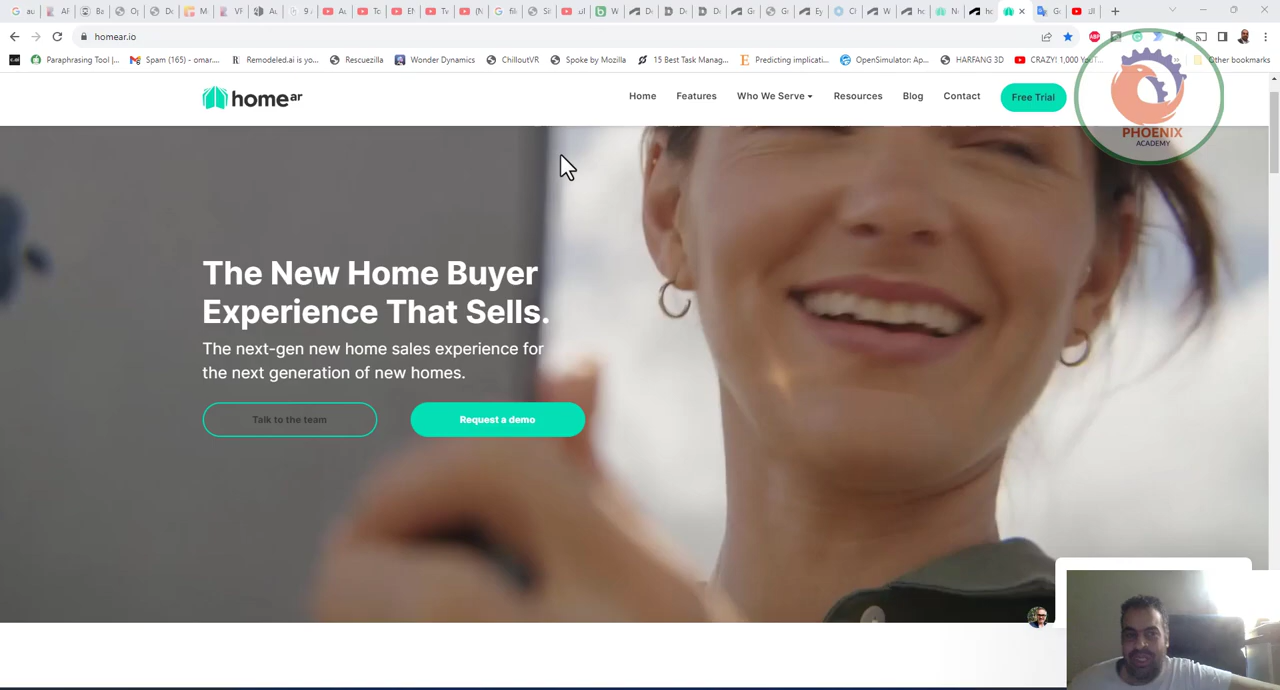 homear.io
Paraphrasing Tool |...
Spam (165) - omar....
Remodeled.ai is yo...
Rescuezilla
Wonder Dynamics
ChilloutVR
Spoke by Mozilla
15 Best Task Manag...
Predicting implicati...
OpenSimulator: Ap...
HARFANG 3D
CRAZY! 1,000
»
Other bookmarks
home ar
Home
Features
Who We Serve
Resources
Blog
Contact
Free Trial
PHOENIX
ACADEMY
The New Home Buyer
Experience That Sells.
The next-gen new home sales experience for
the next generation of new homes.
Talk to the team
Request a demo